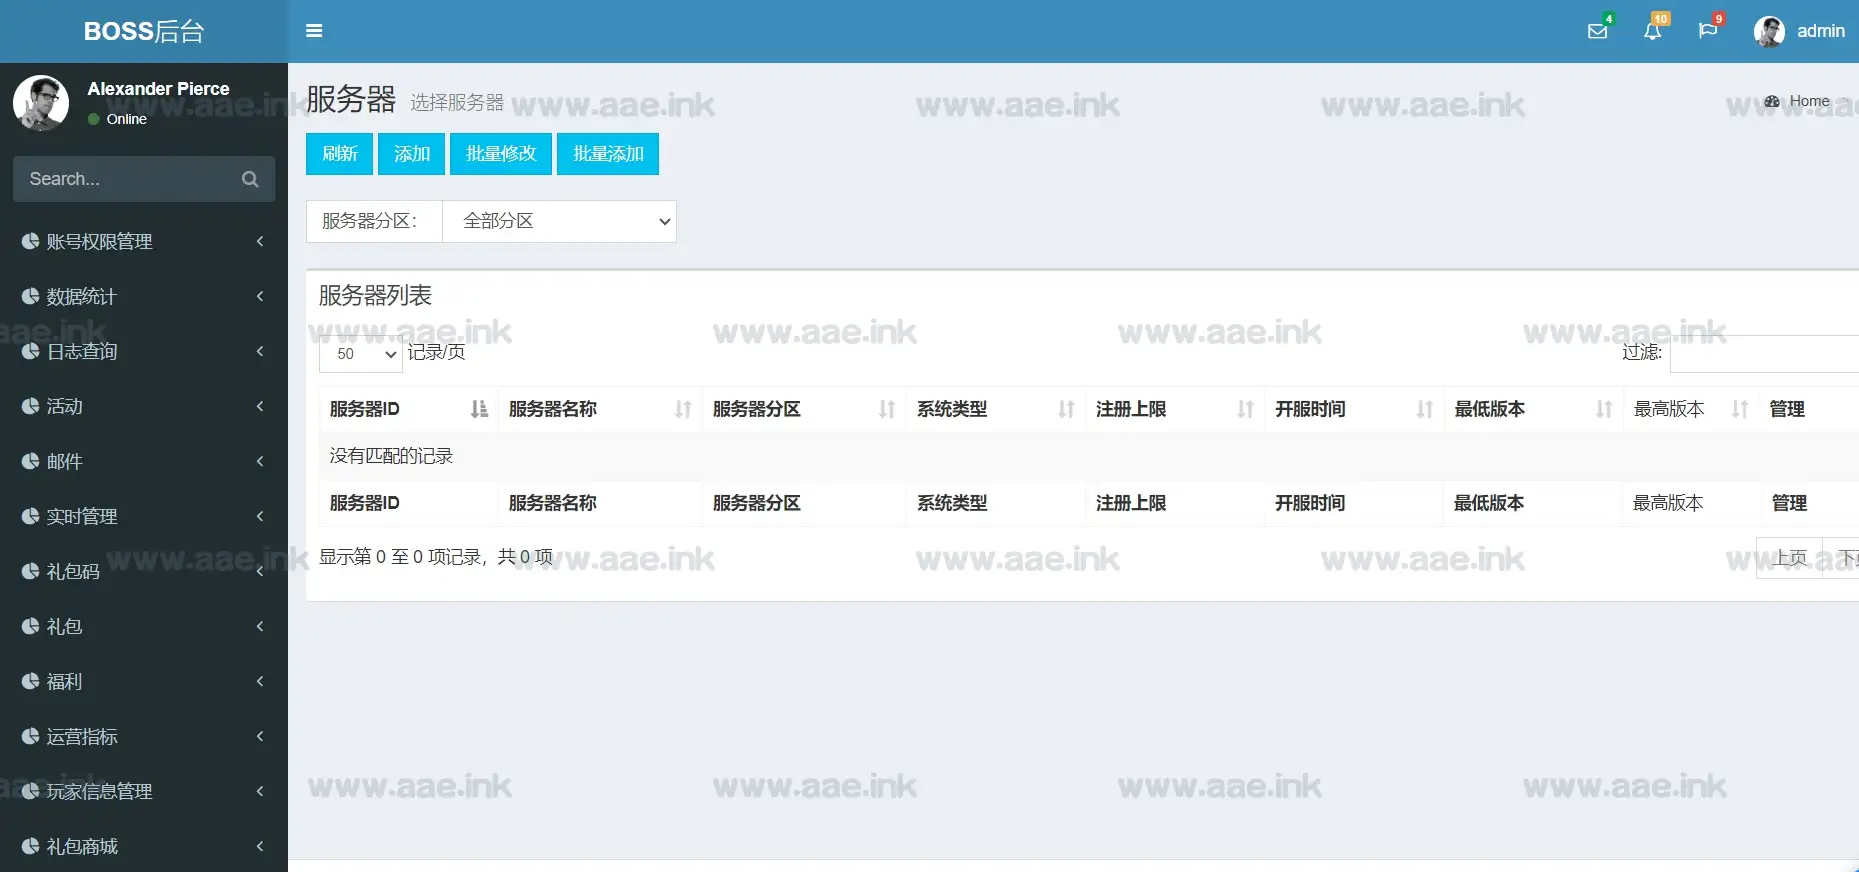 BOSS后台
4
10
9
admin
Alexander Pierce
Online
Search...
账号权限管理
数据统计
日志查询
活动
邮件
实时管理
礼包码
礼包
福利
运营指标
玩家信息管理
礼包商城
服务器 选择服务器
Home
刷新 添加 批量修改 批量添加
服务器分区： 全部分区
服务器列表
50 记录/页
过滤:
服务器ID 服务器名称 服务器分区 系统类型 注册上限 开服时间 最低版本 最高版本 管理
没有匹配的记录
服务器ID 服务器名称 服务器分区 系统类型 注册上限 开服时间 最低版本 最高版本 管理
显示第 0 至 0 项记录，共 0 项
上页
www.aae.ink www.aae.ink www.aae.ink www.aae
aae.ink www.aae.ink www.aae.ink www.aae.ink www.aae.ink
www.aae.ink www.aae.ink www.aae.ink www.aae.ink www.aa
aae.ink www.aae.ink www.aae.ink www.aae.ink www.aae.ink